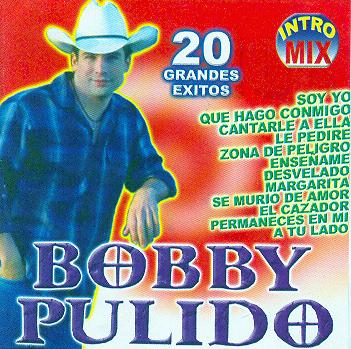 20
GRANDES
EXITOS
INTRO
MIX
SOY YO
QUE HAGO CONMIGO
CANTARLE A ELLA
LE PEDIRE
ZONA DE PELIGRO
ENSEÑAME
DESVELADO
MARGARITA
SE MURIO DE AMOR
EL CAZADOR
PERMANECES EN MI
A TU LADO
BOBBY
PULIDO